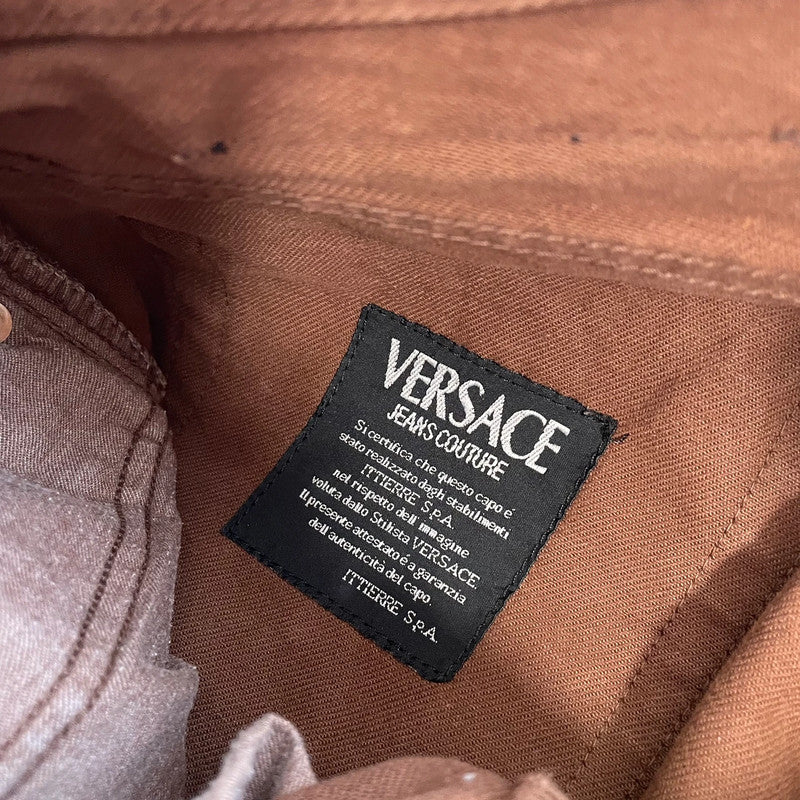 VERSACE
JEANS COUTURE
Si certifica che questo capo é
stato realizzato dagli stabilimenti
ITTIERRE S.p.A.
nel rispetto dell'immagine
voluta dallo Stilista VERSACE
Il presente attestato é a garanzia
dell'autenticità del capo.
ITTIERRE S.p.A.